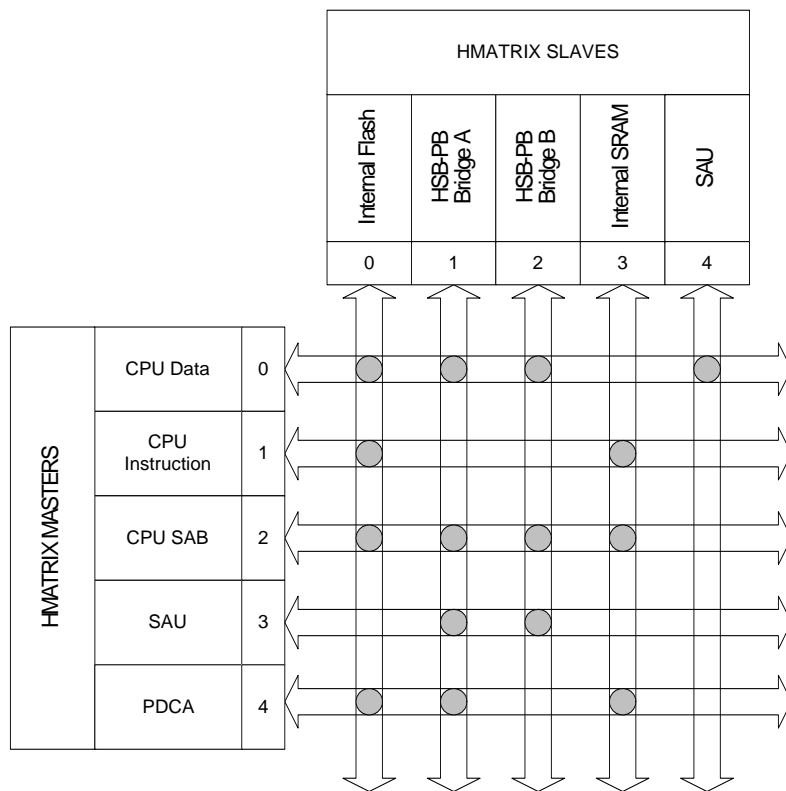 HMATRIX SLAVES
Internal Flash
HSB-PB
Bridge A
HSB-PB
Bridge B
Internal SRAM
SAU
0
1
2
3
4
HMATRIX MASTERS
CPU Data
0
CPU
Instruction
1
CPU SAB
2
SAU
3
PDCA
4